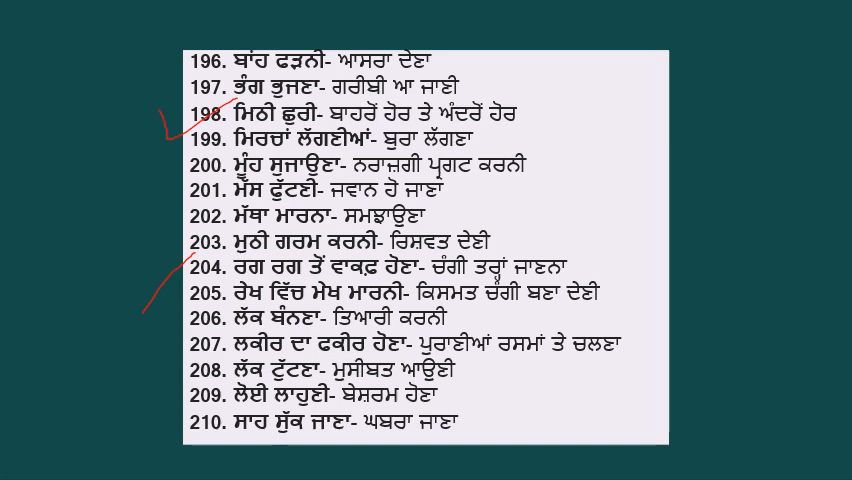 196. ਬਾਂਹ ਫੜਨੀ- ਆਸਰਾ ਦੇਣਾ
197. ਭੰਗ ਭੁਜਣਾ- ਗਰੀਬੀ ਆ ਜਾਣੀ
198. ਮਿਠੀ ਛੁਰੀ- ਬਾਹਰੋਂ ਹੋਰ ਤੇ ਅੰਦਰੋਂ ਹੋਰ
199. ਮਿਰਚਾਂ ਲੱਗਣੀਆਂ- ਬੁਰਾ ਲੱਗਣਾ
200. ਮੂੰਹ ਸੁਜਾਉਣਾ- ਨਰਾਜ਼ਗੀ ਪ੍ਰਗਟ ਕਰਨੀ
201. ਮੱਸ ਫੁੱਟਣੀ- ਜਵਾਨ ਹੋ ਜਾਣਾ
202. ਮੱਥਾ ਮਾਰਨਾ- ਸਮਝਾਉਣਾ
203. ਮੁਠੀ ਗਰਮ ਕਰਨੀ- ਰਿਸ਼ਵਤ ਦੇਣੀ
204. ਰਗ ਰਗ ਤੋਂ ਵਾਕਫ਼ ਹੋਣਾ- ਚੰਗੀ ਤਰ੍ਹਾਂ ਜਾਣਨਾ
205. ਰੇਖ ਵਿੱਚ ਮੇਖ ਮਾਰਨੀ- ਕਿਸਮਤ ਚੰਗੀ ਬਣਾ ਦੇਣੀ
206. ਲੱਕ ਬੰਨਣਾ- ਤਿਆਰੀ ਕਰਨੀ
207. ਲਕੀਰ ਦਾ ਫਕੀਰ ਹੋਣਾ- ਪੁਰਾਣੀਆਂ ਰਸਮਾਂ ਤੇ ਚਲਣਾ
208. ਲੱਕ ਟੁੱਟਣਾ- ਮੁਸੀਬਤ ਆਉਣੀ
209. ਲੋਈ ਲਾਹੁਣੀ- ਬੇਸ਼ਰਮ ਹੋਣਾ
210. ਸਾਹ ਸੁੱਕ ਜਾਣਾ- ਘਬਰਾ ਜਾਣਾ